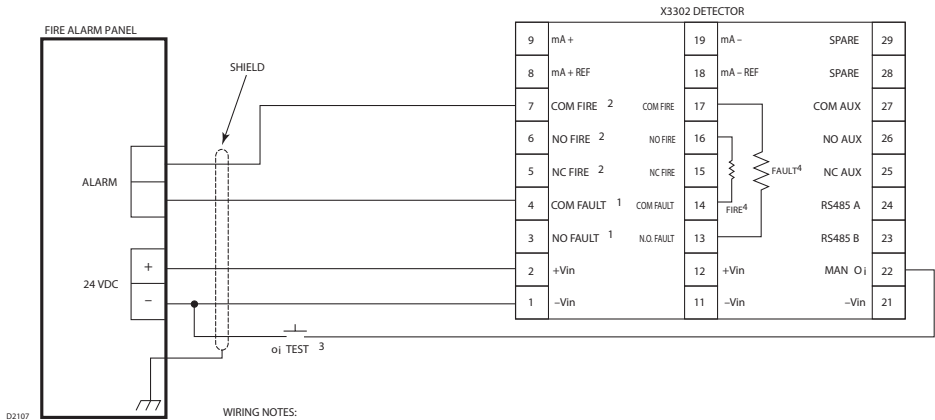 X3302 DETECTOR
FIRE ALARM PANEL
SHIELD
ALARM
24 VDC
+
–
9 mA +
8 mA + REF
7 COM FIRE 2
6 NO FIRE 2
5 NC FIRE 2
4 COM FAULT 1
3 NO FAULT 1
2 +Vin
1 –Vin
19 mA –
18 mA – REF
COM FIRE 17
NO FIRE 16
NC FIRE 15
COM FAULT 14
N.O. FAULT 13
12 +Vin
11 –Vin
FAULT4
FIRE4
SPARE 29
SPARE 28
COM AUX 27
NO AUX 26
NC AUX 25
RS485 A 24
RS485 B 23
MAN Oi 22
–Vin 21
oi TEST 3
D2107
WIRING NOTES: